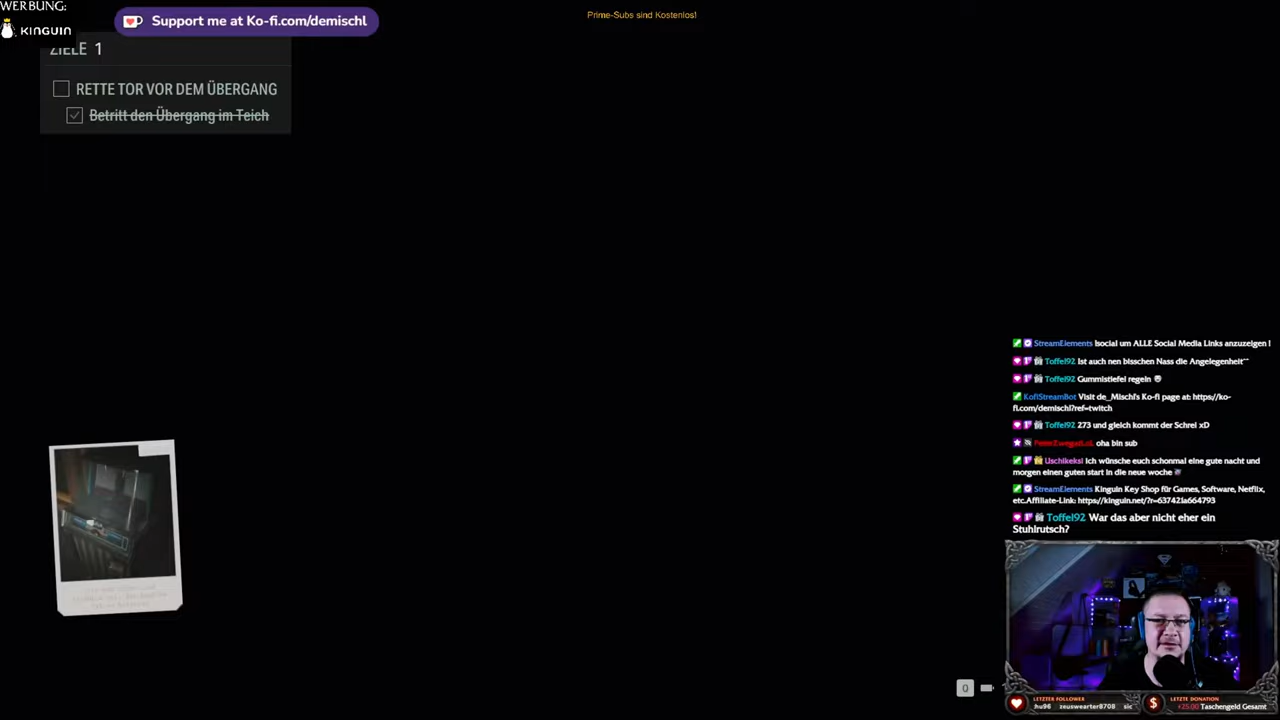 WERBUNG:
KINGUIN
Support me at Ko-fi.com/demischl
Prime-Subs sind Kostenlos!
ZIELE 1
RETTE TOR VOR DEM ÜBERGANG
Betritt den Übergang im Teich
StreamElements !social um ALLE Social Media Links anzuzeigen !
Toffel92 Ist auch nen bisschen Nass die Angelegenheit^^
Toffel92 Gummistiefel regeln
KofiStreamBot Visit de_Mischl's Ko-fi page at: https://ko-
fi.com/demischl?ref=twitch
Toffel92 273 und gleich kommt der Schrei xD
oha bin sub
Uschikeks! Ich wünsche euch schonmal eine gute nacht und
morgen einen guten start in die neue woche
StreamElements Kinguin Key Shop für Games, Software, Netflix,
etc.Affiliate-Link: https://kinguin.net/?r=637421a664793
Toffel92 War das aber nicht eher ein
Stuhlrutsch?
0
LETZTER FOLLOWER
LETZTE DONATION
_hu96 zeuswearter8708 sic
+25.00 Taschengeld Gesamt